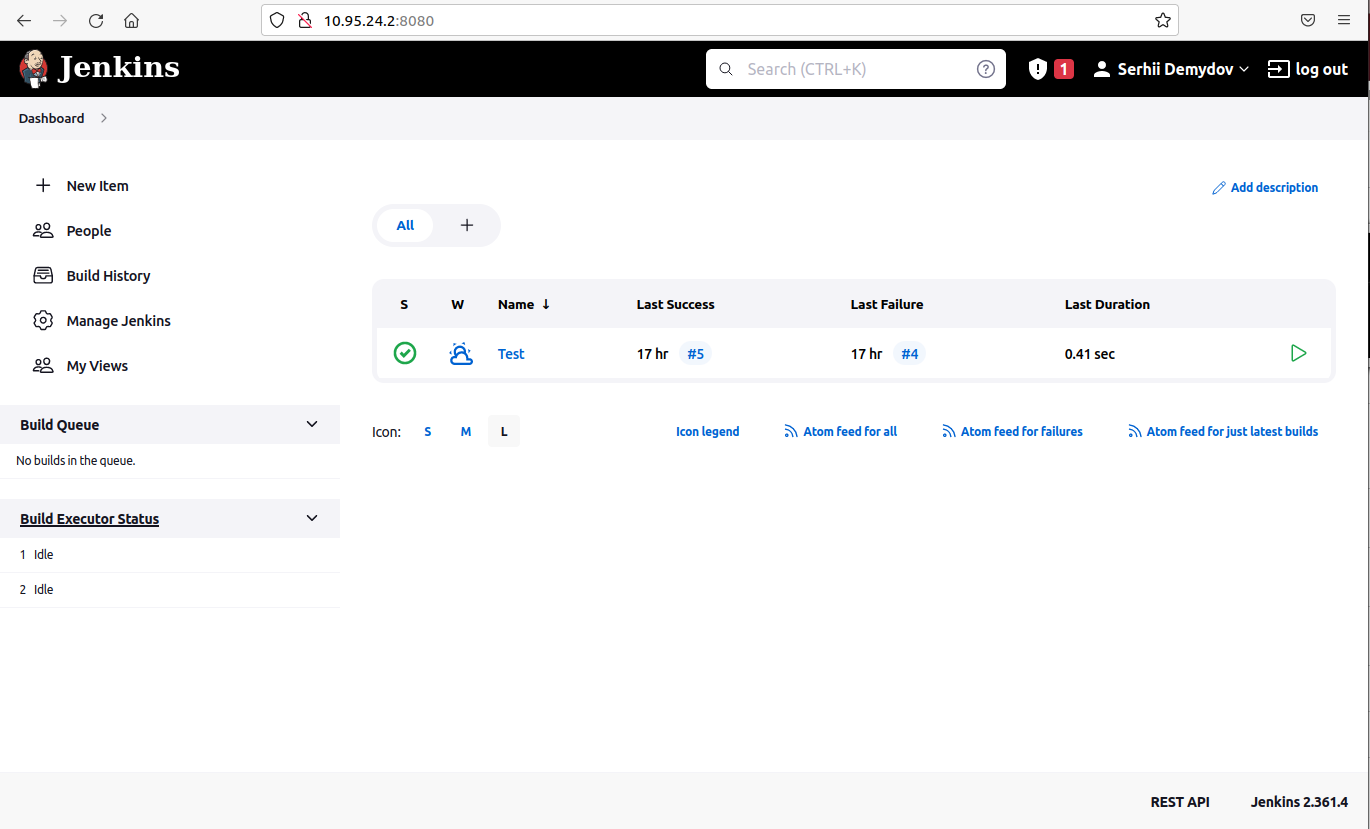 10.95.24.2:8080
Jenkins
Search (CTRL+K)
1
Serhii Demydov
log out
Dashboard
New Item
People
Build History
Manage Jenkins
My Views
Build Queue
No builds in the queue.
Build Executor Status
1 Idle
2 Idle
Add description
All
S W Name ↓ Last Success Last Failure Last Duration
Test 17 hr #5 17 hr #4 0.41 sec
Icon: S M L
Icon legend Atom feed for all Atom feed for failures Atom feed for just latest builds
REST API Jenkins 2.361.4